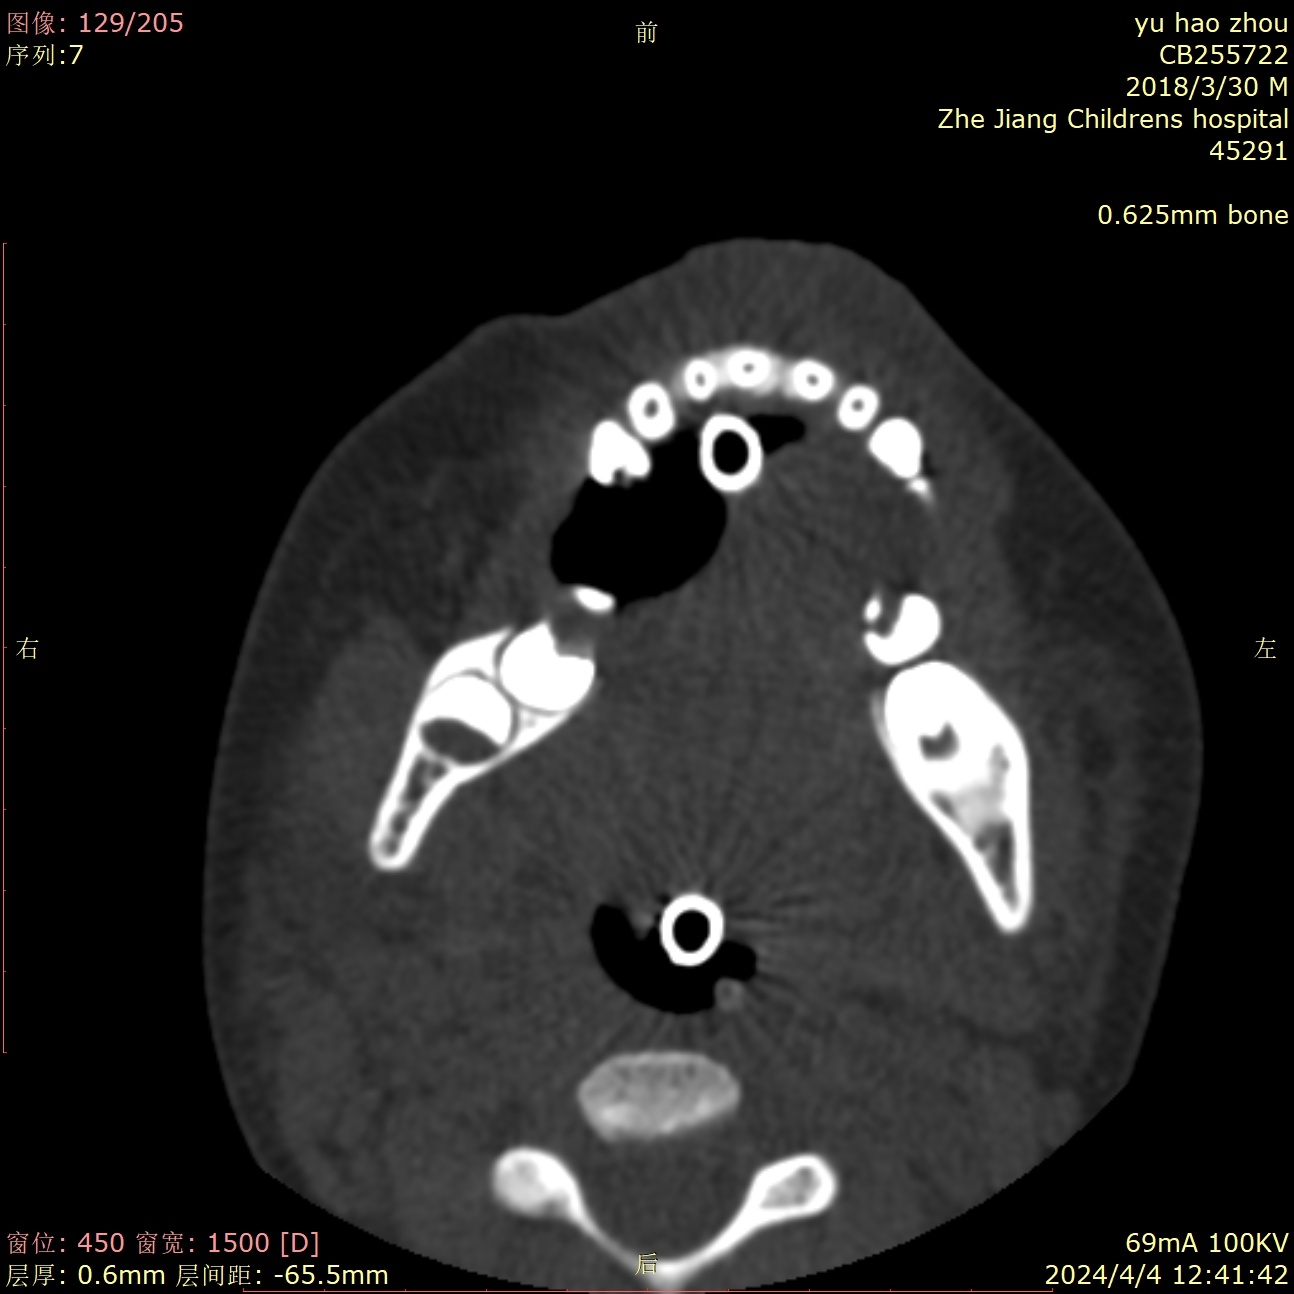 图像: 129/205
序列:7
前
yu hao zhou
CB255722
2018/3/30 M
Zhe Jiang Childrens hospital
45291
0.625mm bone
右
左
窗位: 450 窗宽: 1500 [D]
层厚: 0.6mm 层间距: -65.5mm
后
69mA 100KV
2024/4/4 12:41:42